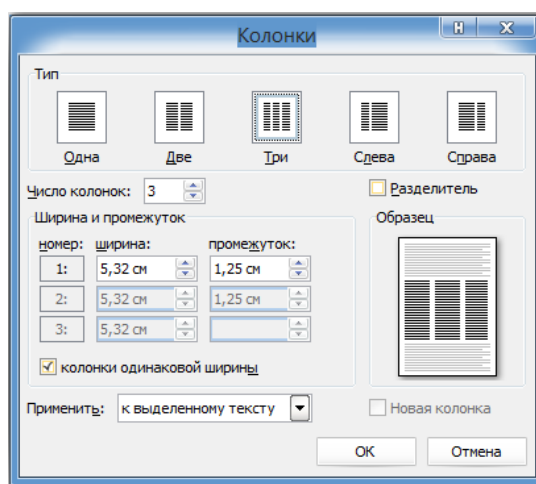 Колонки
Тип
Одна Две Три Слева Справа
Число колонок: 3 Разделитель
Ширина и промежуток Образец
номер: ширина: промежуток:
1: 5,32 см 1,25 см
2: 5,32 см 1,25 см
3: 5,32 см
колонки одинаковой ширины
Применить: к выделенному тексту Новая колонка
ОК Отмена